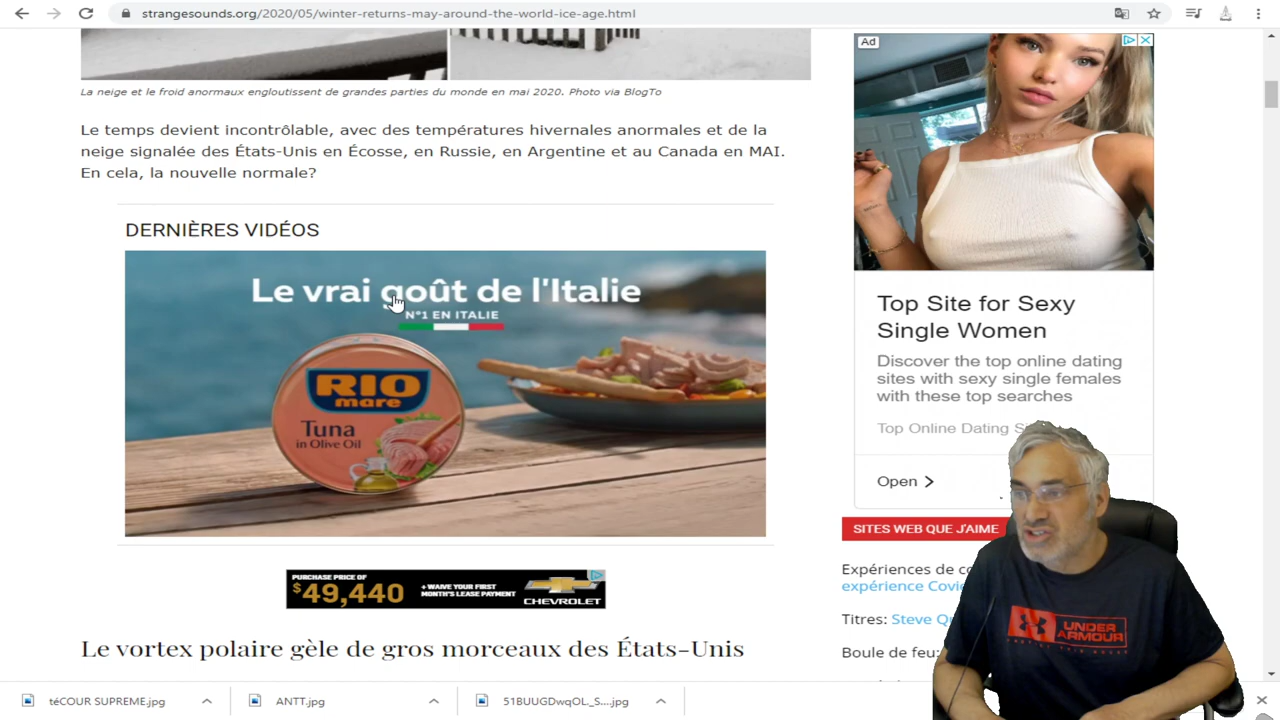 strangesounds.org/2020/05/winter-returns-may-around-the-world-ice-age.html
La neige et le froid anormaux engloutissent de grandes parties du monde en mai 2020. Photo via BlogTo
Le temps devient incontrôlable, avec des températures hivernales anormales et de la
neige signalée des États-Unis en Écosse, en Russie, en Argentine et au Canada en MAI.
En cela, la nouvelle normale?
DERNIÈRES VIDÉOS
Le vrai goût de l'Italie
N°1 EN ITALIE
RIO
mare
Tuna
in Olive Oil
PURCHASE PRICE OF
$49,440
+ WAIVE YOUR FIRST
MONTH'S LEASE PAYMENT
CHEVROLET
Le vortex polaire gèle de gros morceaux des États-Unis
Ad
Top Site for Sexy
Single Women
Discover the top online dating
sites with sexy single females
with these top searches
Top Online Dating
Open
SITES WEB QUE J'AIME
Expériences de
expérience
Titres: Steve
Boule de feu:
UNDER
ARMOUR
téCOUR SUPREME.jpg
ANTT.jpg
51BUUGDwqOL_S....jpg